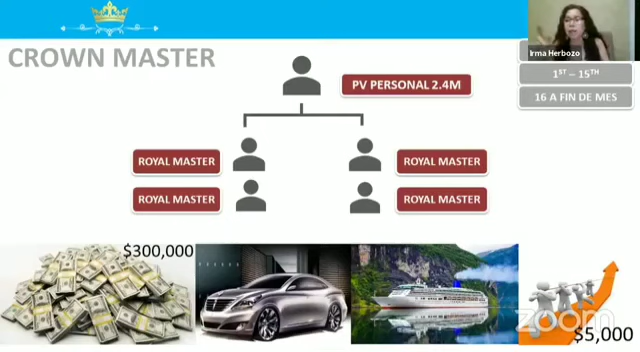 CROWN MASTER
Irma Herbozo
1ST – 15TH
16 A FIN DE MES
PV PERSONAL 2.4M
ROYAL MASTER
ROYAL MASTER
ROYAL MASTER
ROYAL MASTER
$300,000
zoom
$5,000